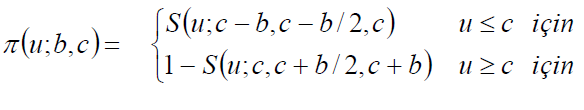 π(u;b,c) = { S(u;c − b,c − b/2,c) u ≤ c için
1 − S(u;c,c + b/2,c + b) u ≥ c için